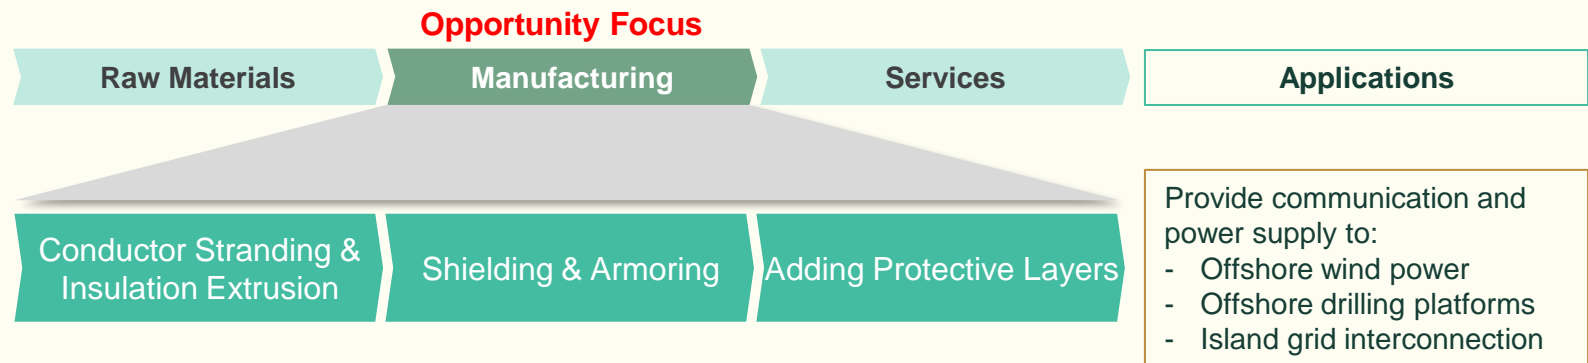 Opportunity Focus
Raw Materials
Manufacturing
Services
Applications
Conductor Stranding &
Insulation Extrusion
Shielding & Armoring
Adding Protective Layers
Provide communication and
power supply to:
- Offshore wind power
- Offshore drilling platforms
- Island grid interconnection